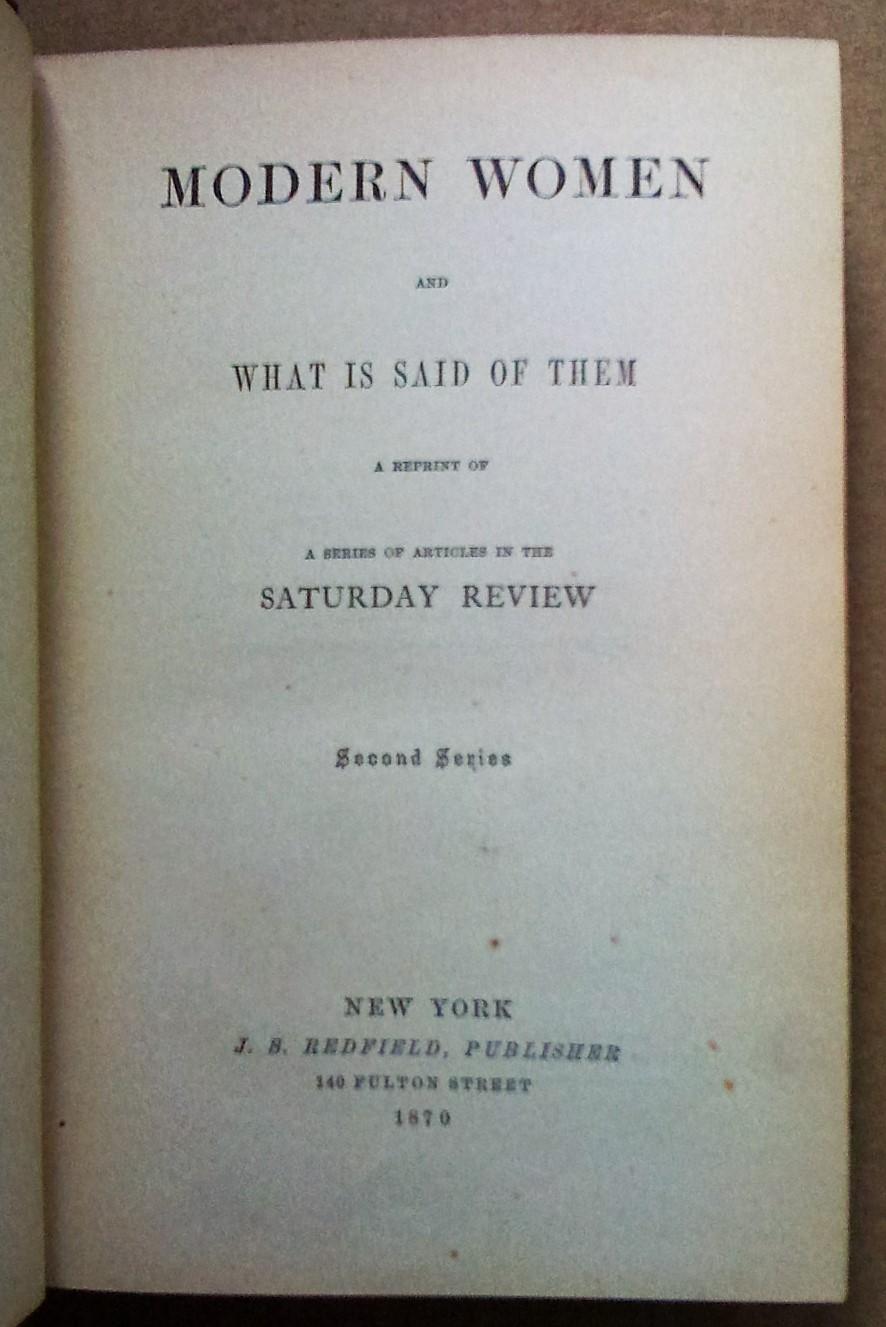 MODERN WOMEN
AND
WHAT IS SAID OF THEM
A REPRINT OF
A SERIES OF ARTICLES IN THE
SATURDAY REVIEW
Second Series
NEW YORK
J. S. REDFIELD, PUBLISHER
140 FULTON STREET
1870